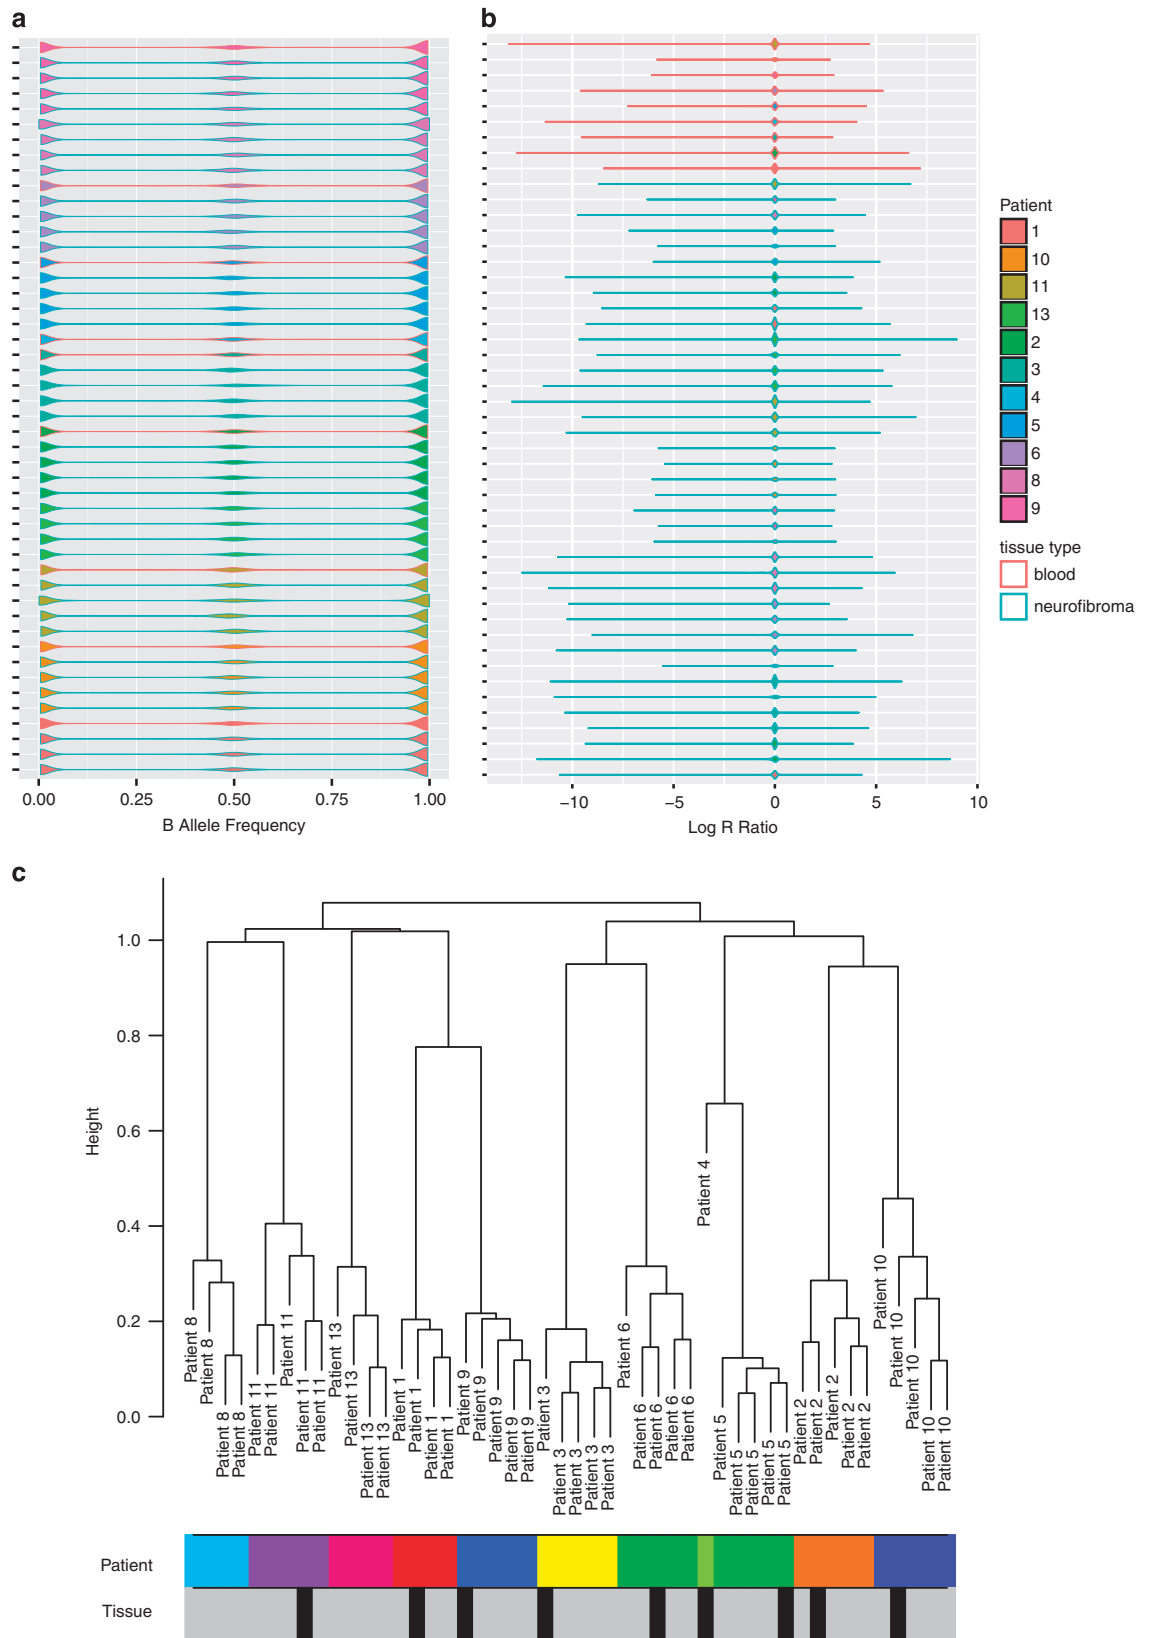 a
b
0.00 0.25 0.50 0.75 1.00
B Allele Frequency
−10 −5 0 5 10
Log R Ratio
Patient
1
10
11
13
2
3
4
5
6
8
9
tissue type
blood
neurofibroma
c
Height
1.0
0.8
0.6
0.4
0.2
0.0
Patient 8
Patient 8
Patient 8
Patient 8
Patient 11
Patient 11
Patient 11
Patient 11
Patient 11
Patient 13
Patient 13
Patient 13
Patient 13
Patient 1
Patient 1
Patient 1
Patient 1
Patient 9
Patient 9
Patient 9
Patient 9
Patient 9
Patient 3
Patient 3
Patient 3
Patient 3
Patient 3
Patient 6
Patient 6
Patient 6
Patient 6
Patient 6
Patient 4
Patient 5
Patient 5
Patient 5
Patient 5
Patient 5
Patient 2
Patient 2
Patient 2
Patient 2
Patient 2
Patient 10
Patient 10
Patient 10
Patient 10
Patient 10
Patient
Tissue